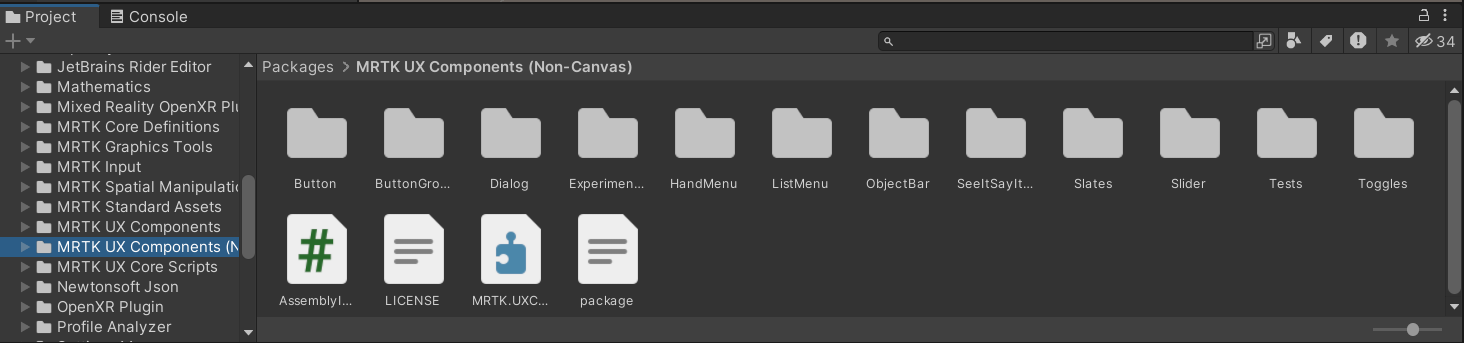 Project
Console
34
JetBrains Rider Editor
Mathematics
Mixed Reality OpenXR Plu
MRTK Core Definitions
MRTK Graphics Tools
MRTK Input
MRTK Spatial Manipulatio
MRTK Standard Assets
MRTK UX Components
MRTK UX Components (N
MRTK UX Core Scripts
Newtonsoft Json
OpenXR Plugin
Profile Analyzer
Packages > MRTK UX Components (Non-Canvas)
Button ButtonGro... Dialog Experimen... HandMenu ListMenu ObjectBar SeeItSayIt... Slates Slider Tests Toggles
#
AssemblyI... LICENSE MRTK.UXC... package